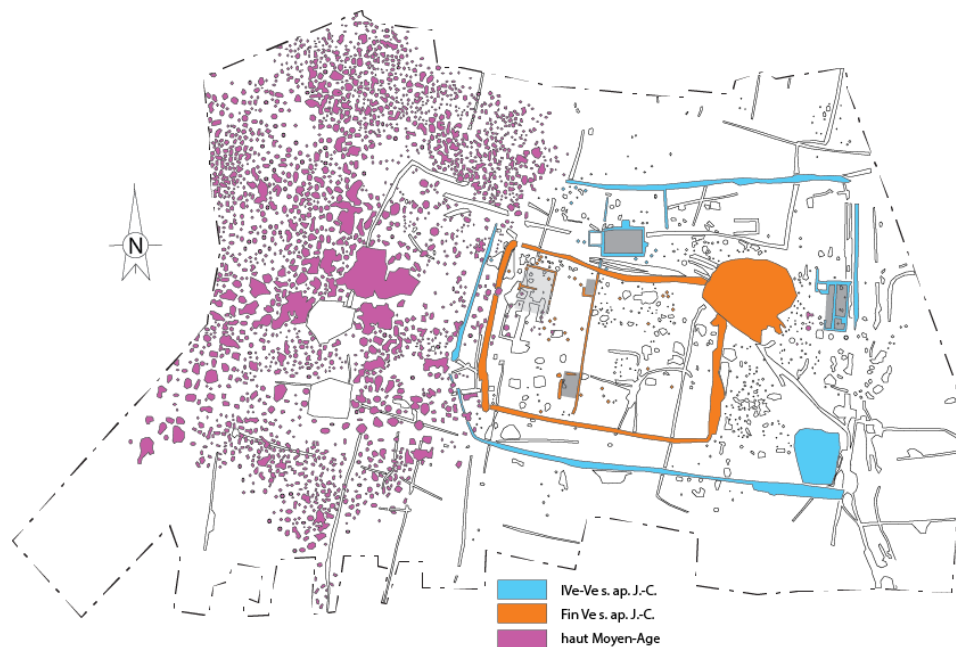 N
IVe-Ve s. ap. J.-C.
Fin Ve s. ap. J.-C.
haut Moyen-Age